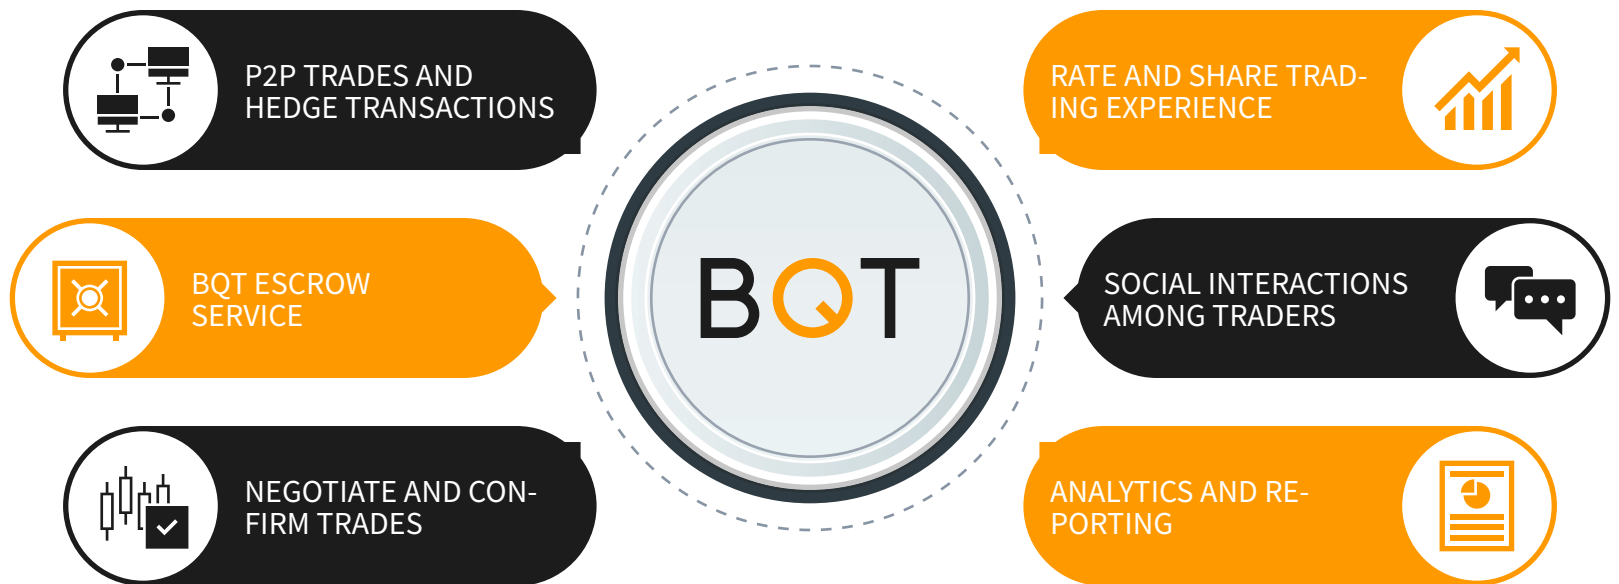 P2P TRADES AND
HEDGE TRANSACTIONS
BQT ESCROW
SERVICE
NEGOTIATE AND CON-
FIRM TRADES
BQT
RATE AND SHARE TRAD-
ING EXPERIENCE
SOCIAL INTERACTIONS
AMONG TRADERS
ANALYTICS AND RE-
PORTING